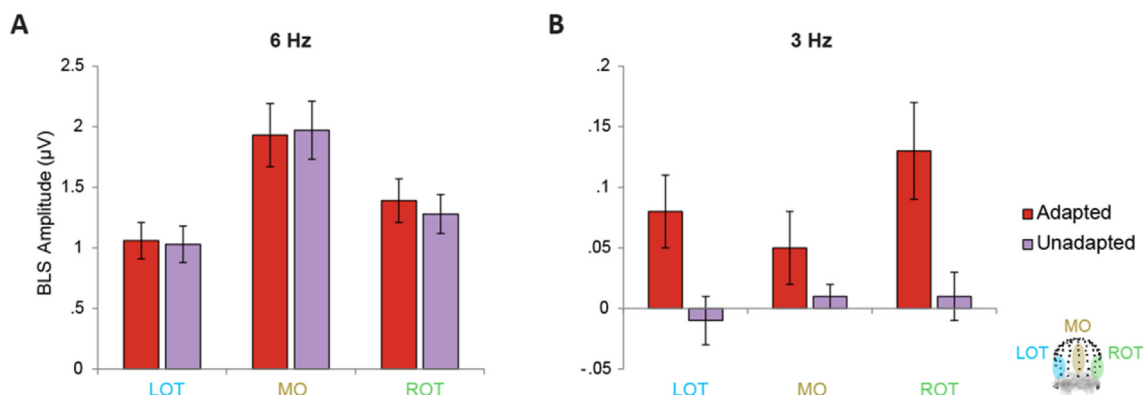 A
6 Hz
BLS Amplitude (µV)
2.5
2
1.5
1
.5
0
LOT MO ROT
B
3 Hz
.2
.15
.1
.05
0
-.05
LOT MO ROT
Adapted
Unadapted
MO
LOT ROT